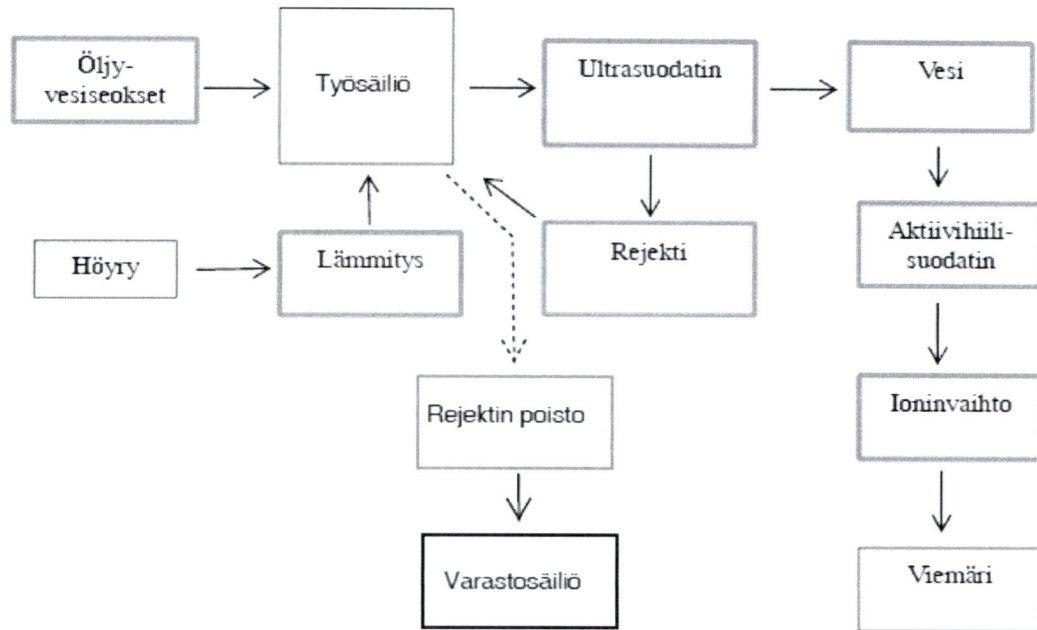 Öljy-
vesiseokset
Työsäiliö
Ultrasuodatin
Vesi
Höyry
Lämmitys
Rejekti
Aktiivihiili-
suodatin
Rejektin poisto
Ioninvaihto
Varastosäiliö
Viemäri